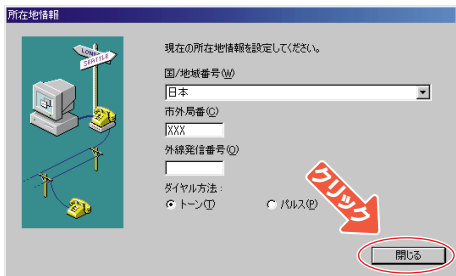 所在地情報
LONDON
SEATTLE
現在の所在地情報を設定してください。
国/地域番号(W)
日本
市外局番(C)
XXX
外線発信番号(O)
ダイヤル方法:
トーン(T)
パルス(P)
クリック
閉じる